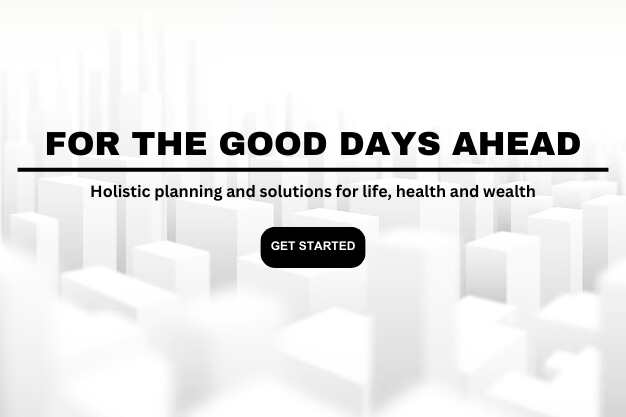 FOR THE GOOD DAYS AHEAD
Holistic planning and solutions for life, health and wealth
GET STARTED